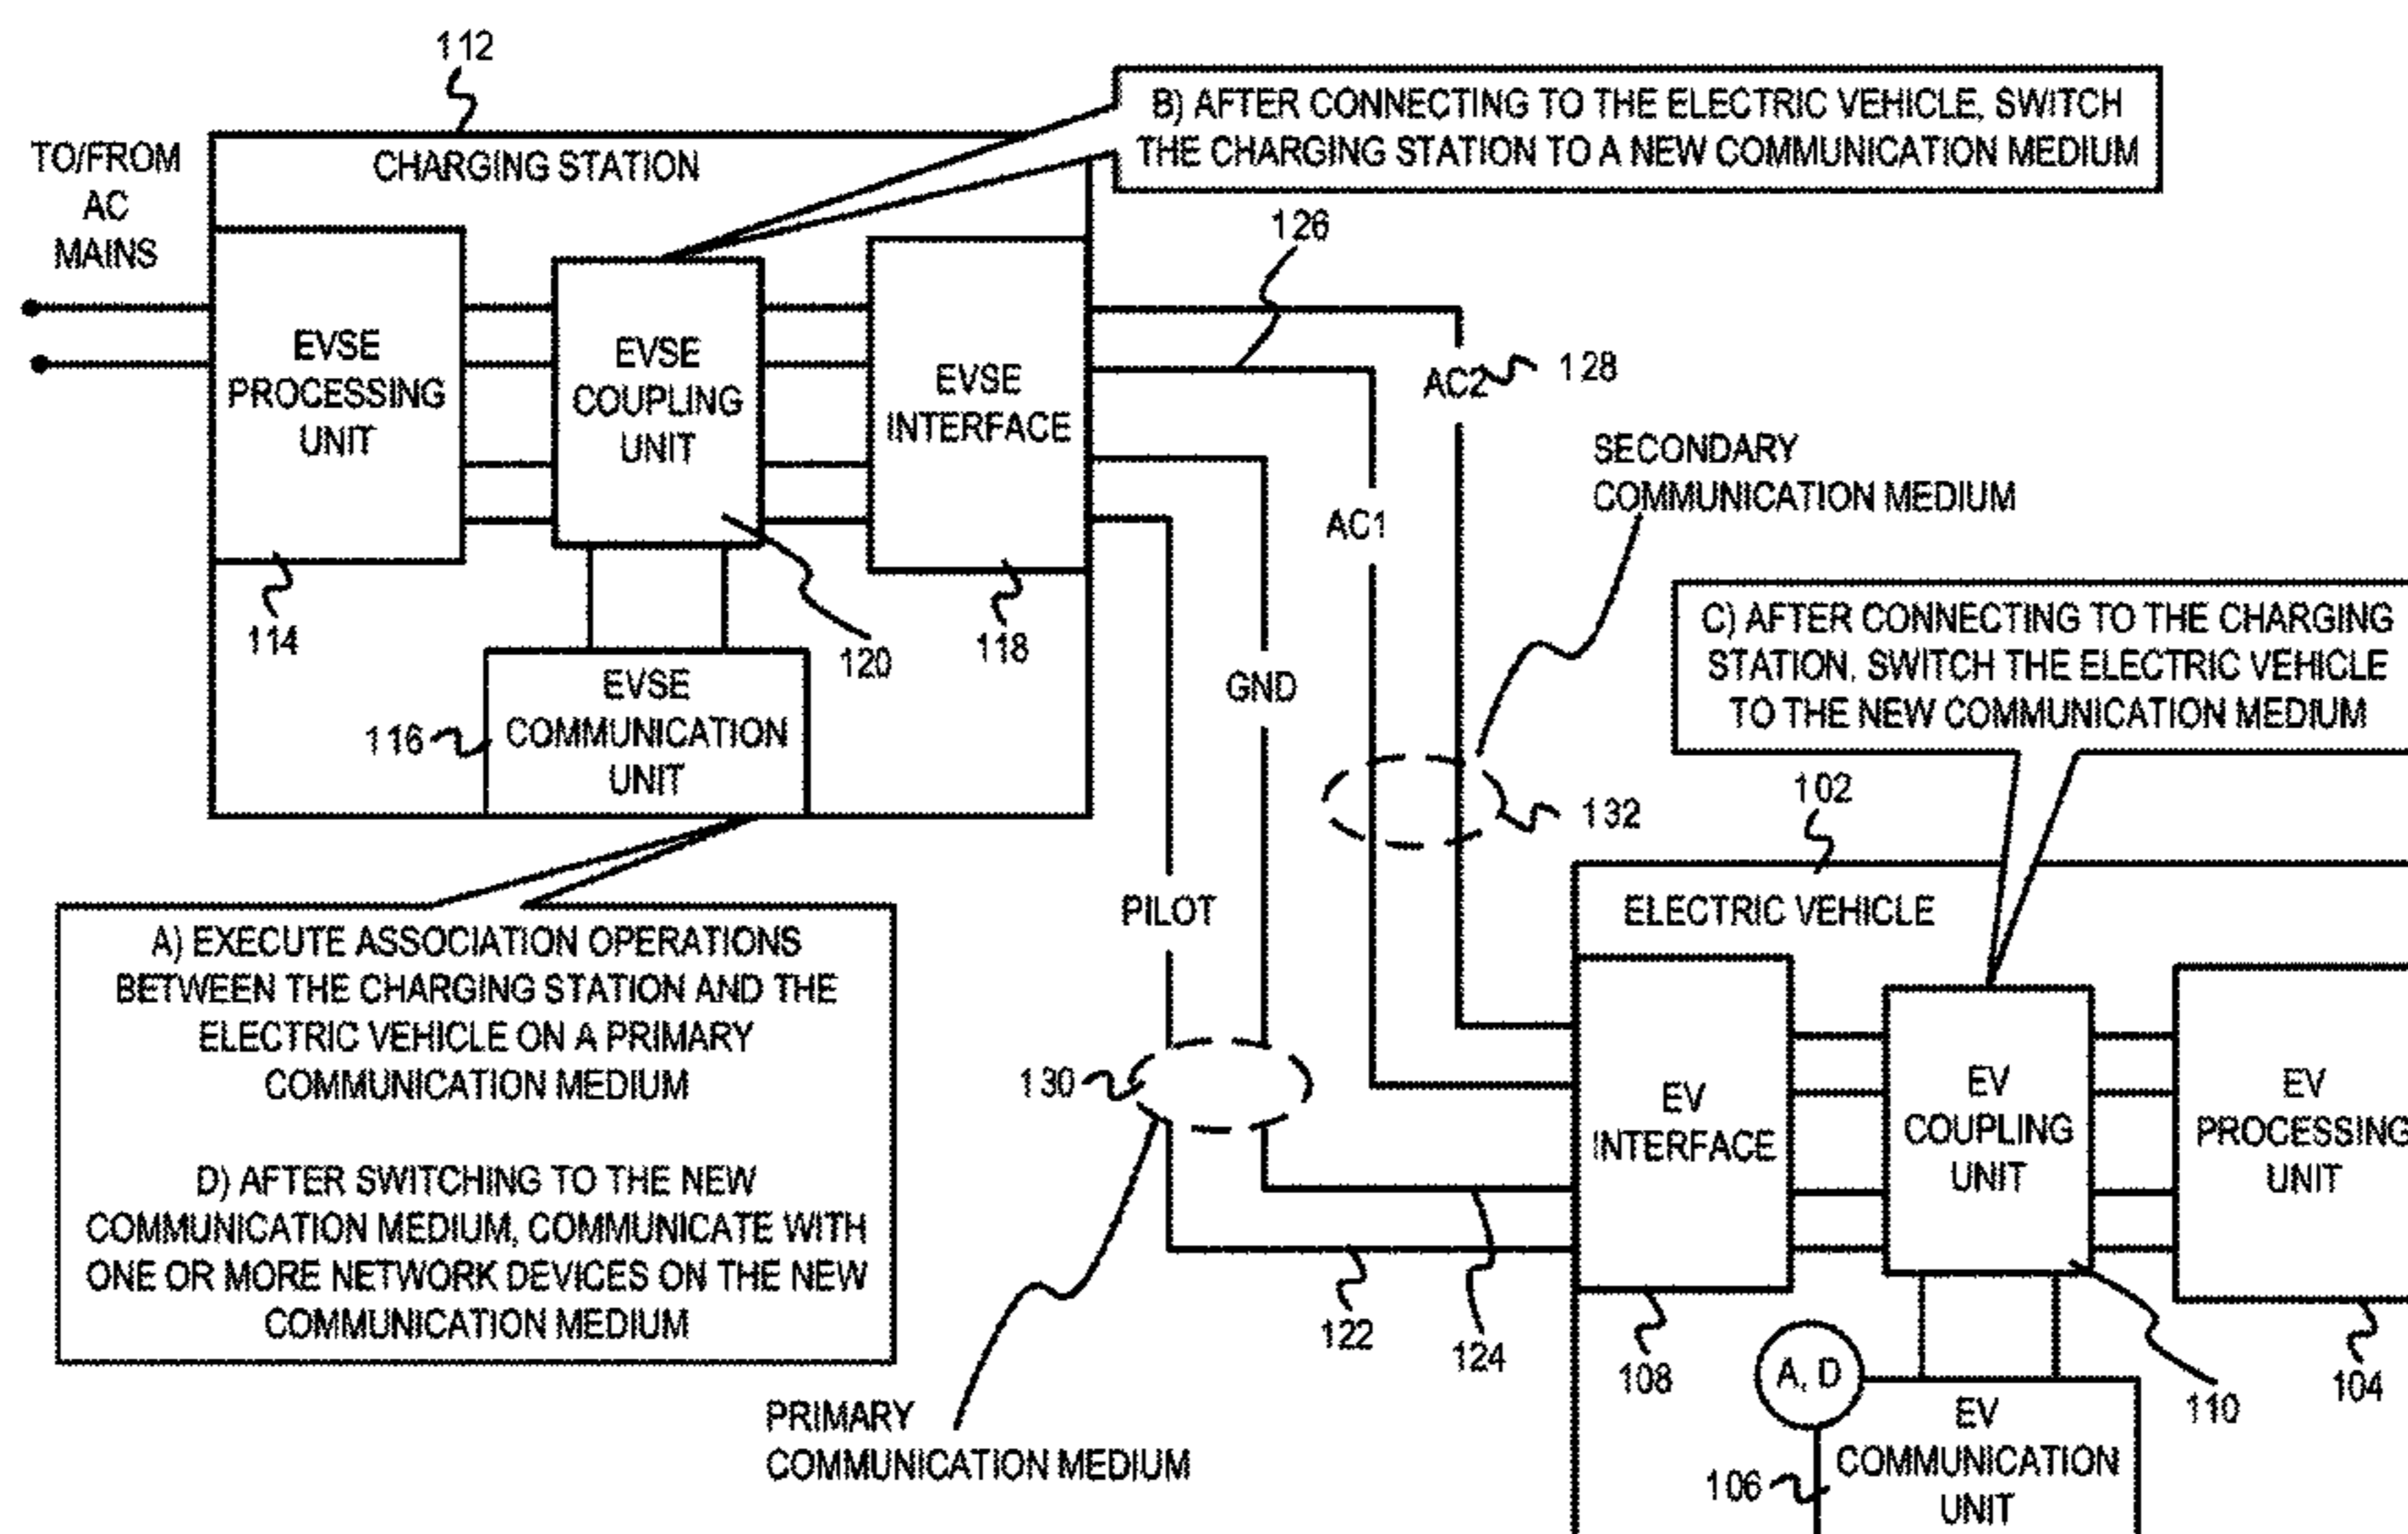 112
TO/FROM
AC
MAINS
CHARGING STATION
B) AFTER CONNECTING TO THE ELECTRIC VEHICLE, SWITCH
THE CHARGING STATION TO A NEW COMMUNICATION MEDIUM
126
EVSE
PROCESSING
UNIT
EVSE
COUPLING
UNIT
EVSE
INTERFACE
AC2
128
SECONDARY
COMMUNICATION MEDIUM
AC1
114
120
118
GND
C) AFTER CONNECTING TO THE CHARGING
STATION, SWITCH THE ELECTRIC VEHICLE
TO THE NEW COMMUNICATION MEDIUM
116
EVSE
COMMUNICATION
UNIT
132
102
PILOT
ELECTRIC VEHICLE
A) EXECUTE ASSOCIATION OPERATIONS
BETWEEN THE CHARGING STATION AND THE
ELECTRIC VEHICLE ON A PRIMARY
COMMUNICATION MEDIUM
D) AFTER SWITCHING TO THE NEW
COMMUNICATION MEDIUM, COMMUNICATE WITH
ONE OR MORE NETWORK DEVICES ON THE NEW
COMMUNICATION MEDIUM
130
EV
INTERFACE
EV
COUPLING
UNIT
EV
PROCESSING
UNIT
122
124
108
A, D
110
104
PRIMARY
COMMUNICATION MEDIUM
106
EV
COMMUNICATION
UNIT